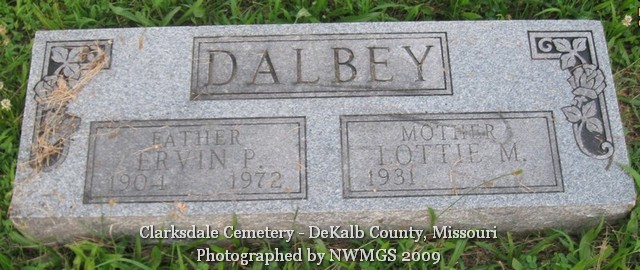 DALBEY
FATHER
ERVIN P.
1904 1972
MOTHER
LOTTIE M.
1931
Clarksdale Cemetery - DeKalb County, Missouri
Photographed by NWMGS 2009